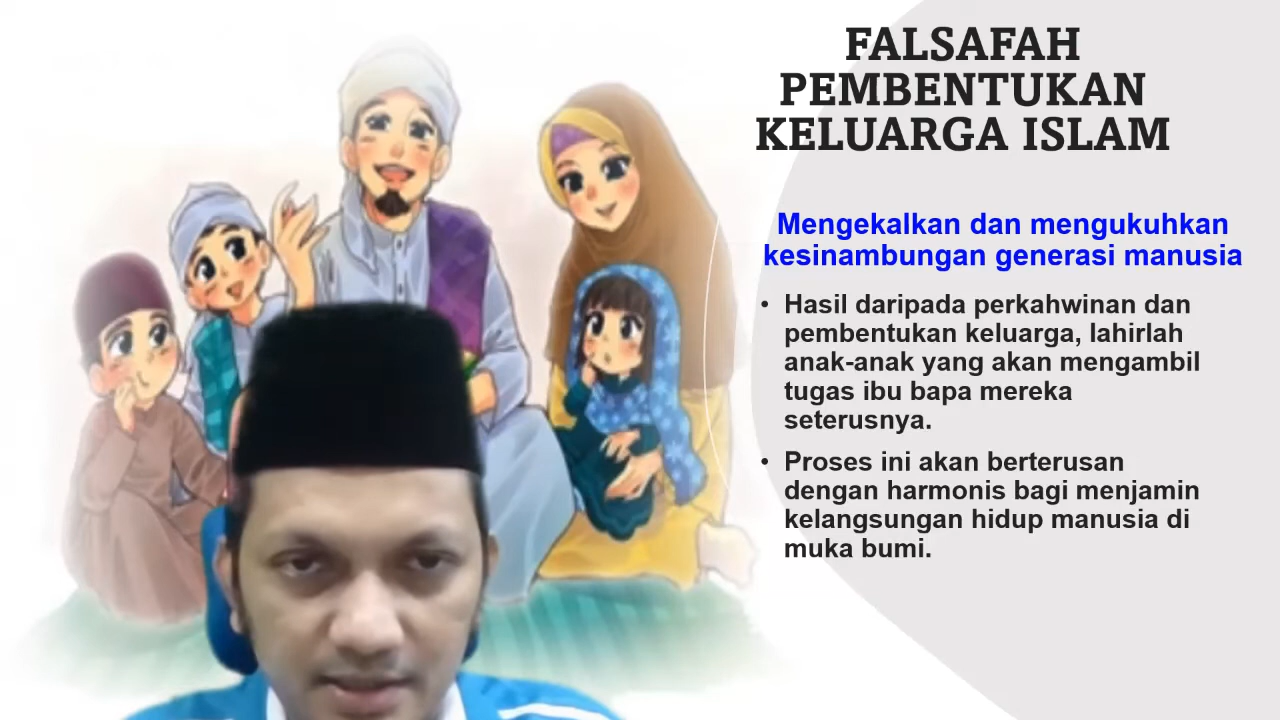 FALSAFAH
PEMBENTUKAN
KELUARGA ISLAM
Mengekalkan dan mengukuhkan
kesinambungan generasi manusia
• Hasil daripada perkahwinan dan
pembentukan keluarga, lahirlah
anak-anak yang akan mengambil
tugas ibu bapa mereka
seterusnya.
• Proses ini akan berterusan
dengan harmonis bagi menjamin
kelangsungan hidup manusia di
muka bumi.